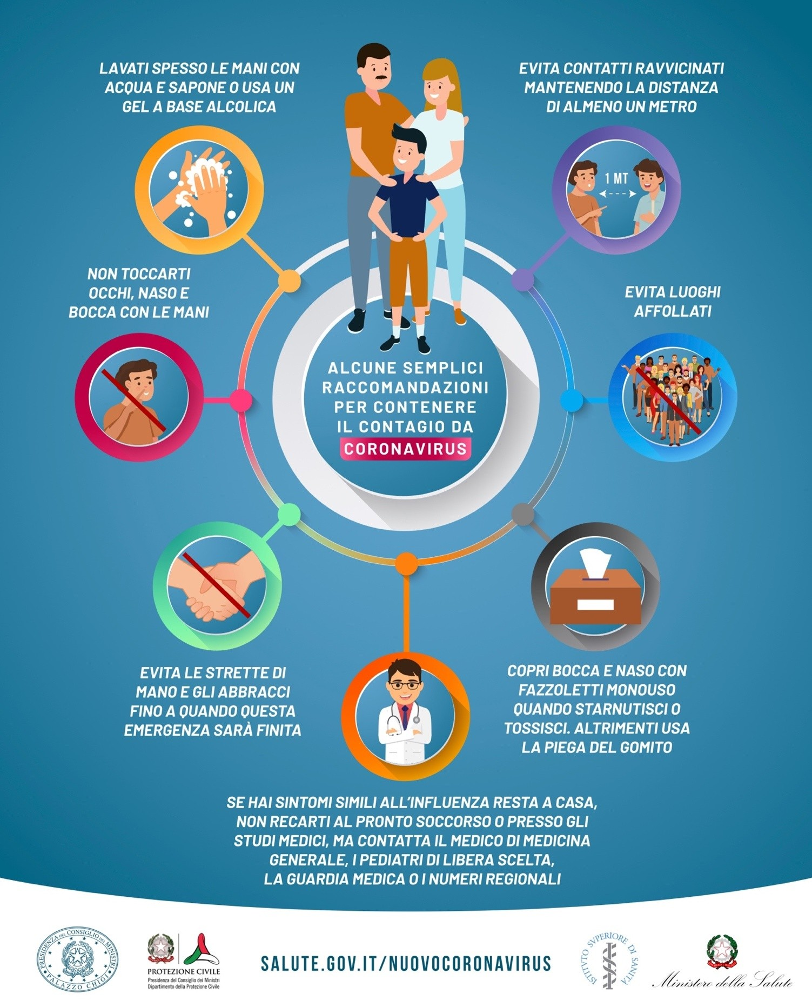 LAVATI SPESSO LE MANI CON
ACQUA E SAPONE O USA UN
GEL A BASE ALCOLICA
EVITA CONTATTI RAVVICINATI
MANTENENDO LA DISTANZA
DI ALMENO UN METRO
1 MT
NON TOCCARTI
OCCHI, NASO E
BOCCA CON LE MANI
EVITA LUOGHI
AFFOLLATI
ALCUNE SEMPLICI
RACCOMANDAZIONI
PER CONTENERE
IL CONTAGIO DA
CORONAVIRUS
EVITA LE STRETTE DI
MANO E GLI ABBRACCI
FINO A QUANDO QUESTA
EMERGENZA SARÀ FINITA
COPRI BOCCA E NASO CON
FAZZOLETTI MONOUSO
QUANDO STARNUTISCI O
TOSSISCI. ALTRIMENTI USA
LA PIEGA DEL GOMITO
SE HAI SINTOMI SIMILI ALL'INFLUENZA RESTA A CASA,
NON RECARTI AL PRONTO SOCCORSO O PRESSO GLI
STUDI MEDICI, MA CONTATTA IL MEDICO DI MEDICINA
GENERALE, I PEDIATRI DI LIBERA SCELTA,
LA GUARDIA MEDICA O I NUMERI REGIONALI
PRESIDENZA DEL CONSIGLIO DEI MINISTRI
PALAZZO CHIGI
PROTEZIONE CIVILE
Presidenza del Consiglio dei Ministri
Dipartimento della Protezione Civile
SALUTE.GOV.IT/NUOVOCORONAVIRUS
ISTITUTO SVPERIORE DI SANITÀ
Ministero della Salute